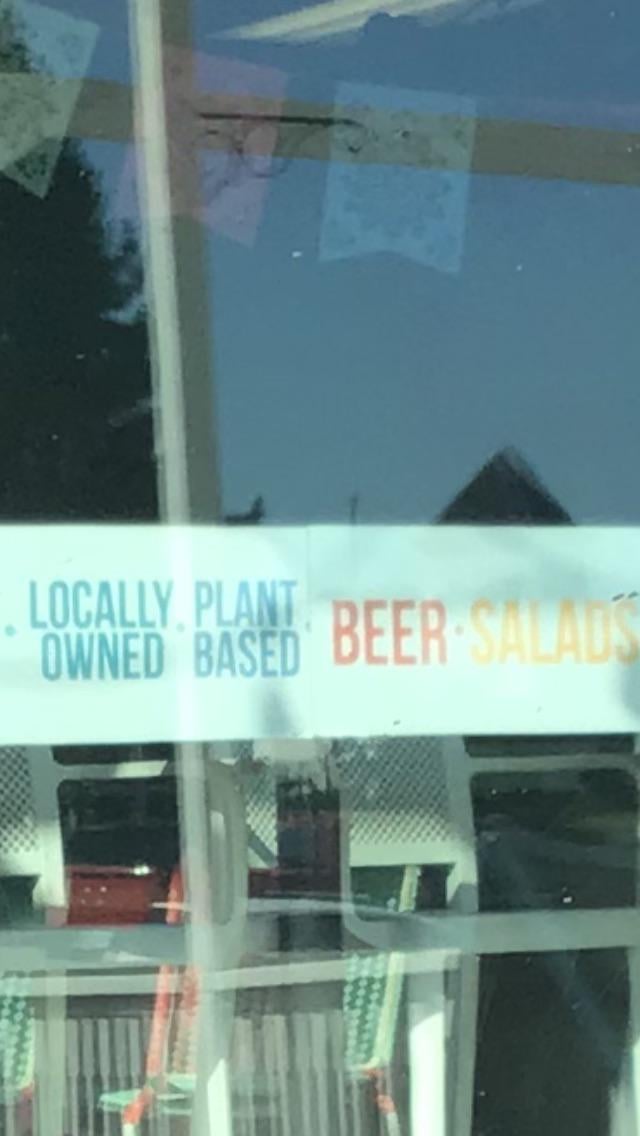 LOCALLY OWNED · PLANT BASED · BEER · SALADS